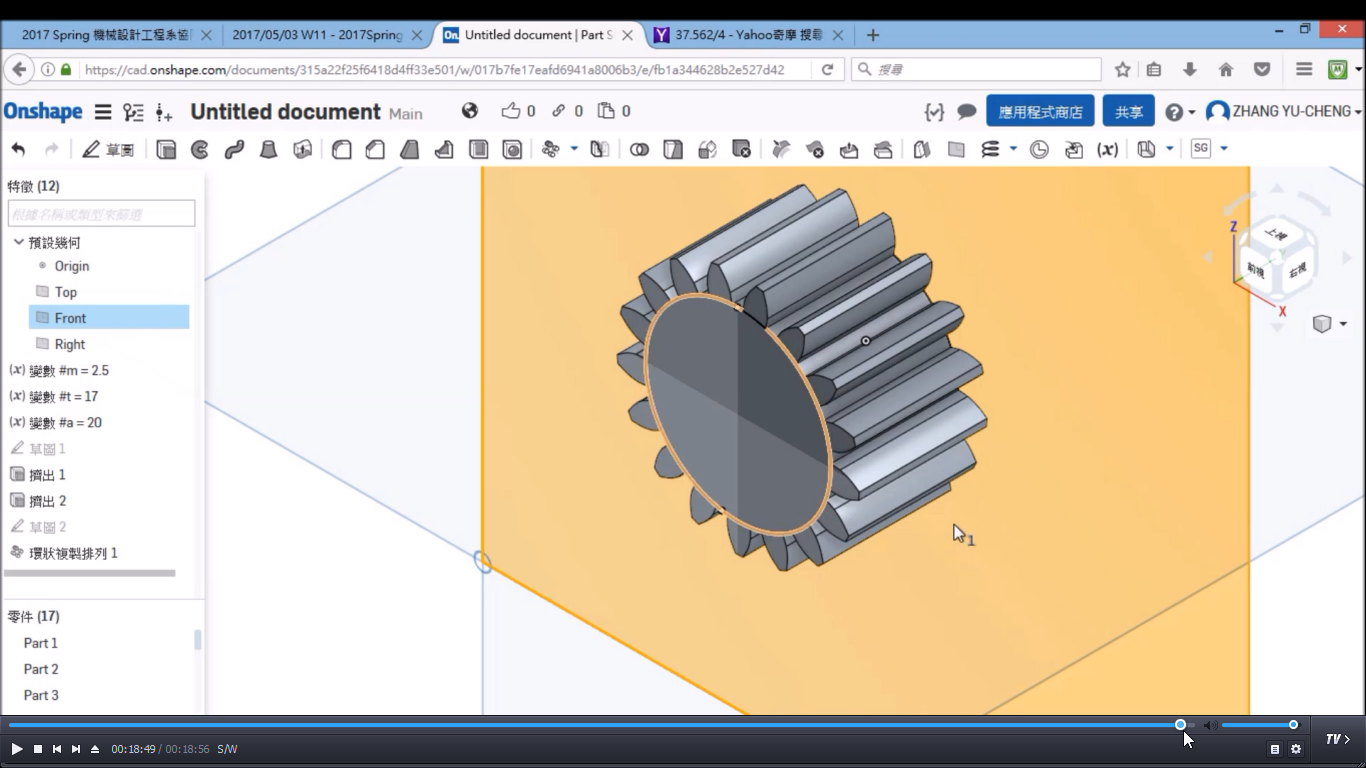 2017 Spring 機械設計工程系
2017/05/03 W11 - 2017Spring
On Untitled document | Part S
Y 37.562/4 - Yahoo奇摩 搜尋
https://cad.onshape.com/documents/315a22f25f6418d4ff33e501/w/017b7fe17eafd6941a8006b3/e/fb1a344628b2e527d42
搜尋
Onshape
Untitled document Main
0 0 0
應用程式商店
共享
ZHANG YU-CHENG
草圖
(x)
SG
特徵 (12)
根據名稱或類型來篩選
預設幾何
Origin
Top
Front
Right
(x) 變數 #m = 2.5
(x) 變數 #t = 17
(x) 變數 #a = 20
草圖 1
擠出 1
擠出 2
草圖 2
環狀複製排列 1
零件 (17)
Part 1
Part 2
Part 3
Z
上視
前視
右視
X
1
00:18:49 / 00:18:56 S/W
TV